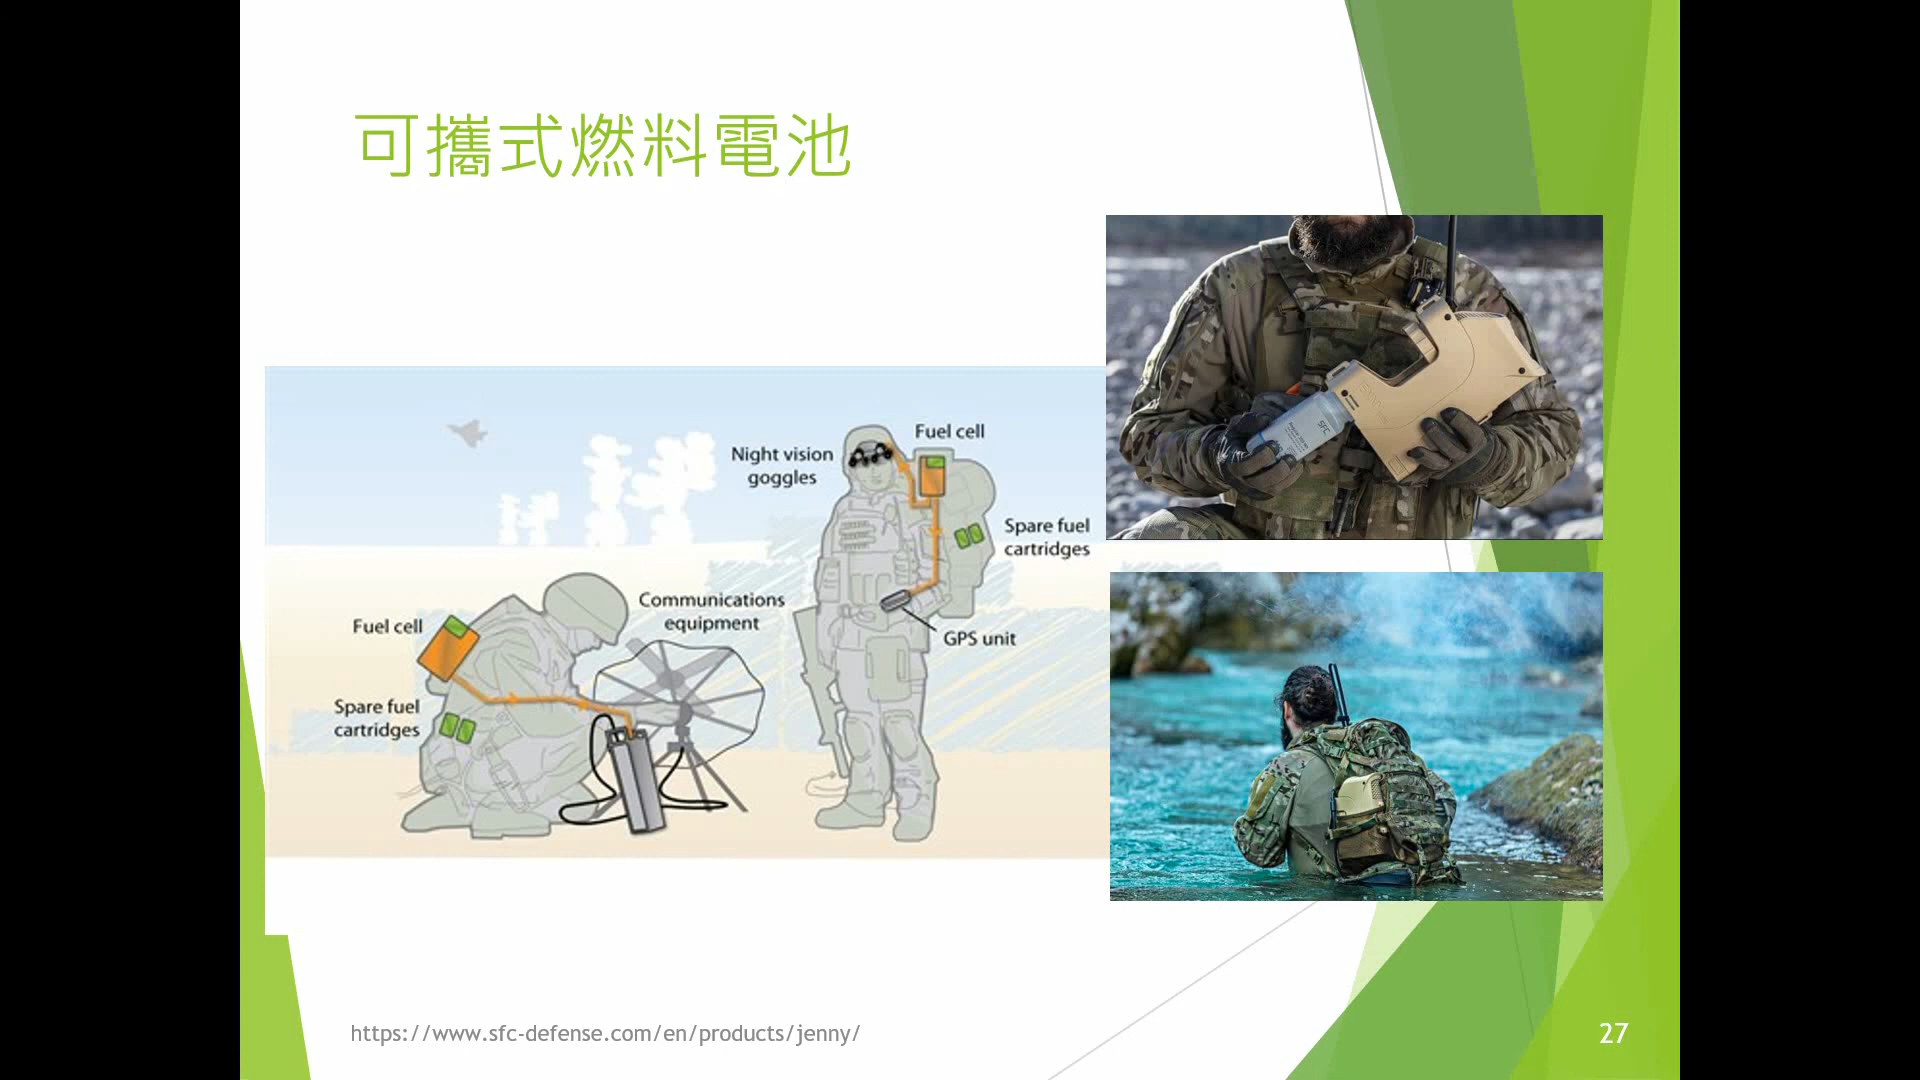 可攜式燃料電池
Fuel cell
Night vision
goggles
Spare fuel
cartridges
Communications
equipment
GPS unit
Fuel cell
Spare fuel
cartridges
SFC
https://www.sfc-defense.com/en/products/jenny/
27